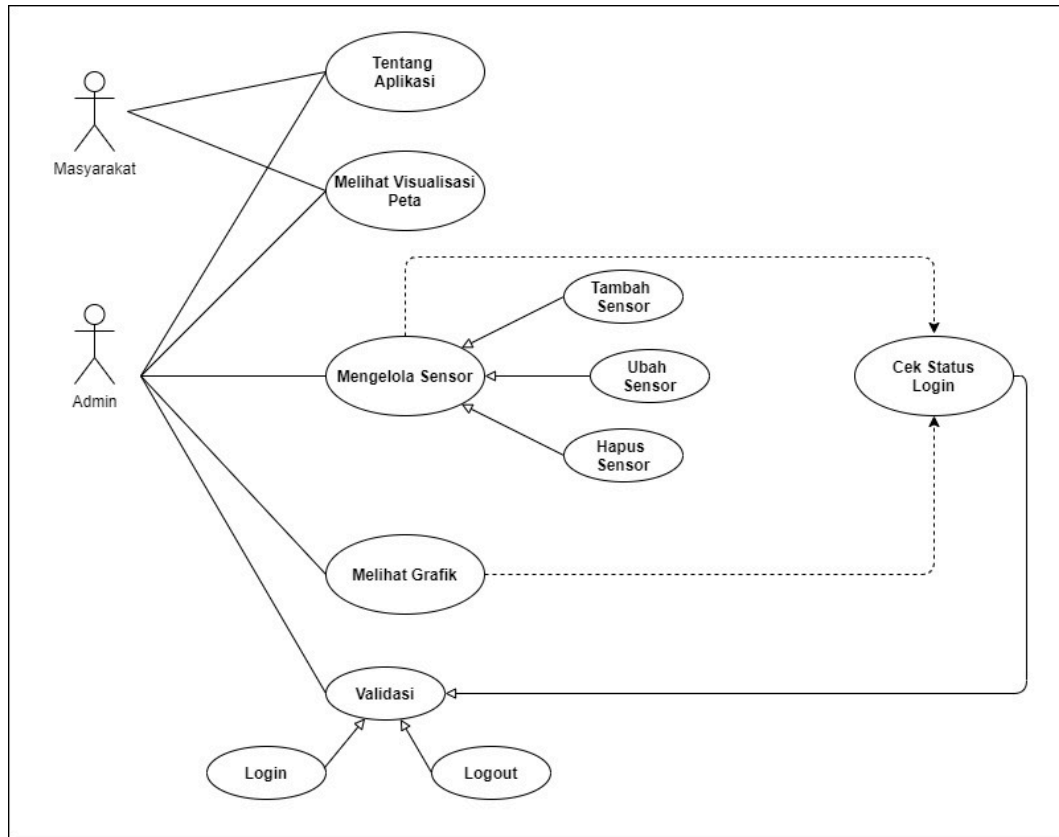 Tentang
Aplikasi
Masyarakat
Melihat Visualisasi
Peta
Tambah
Sensor
Admin
Mengelola Sensor
Ubah
Sensor
Cek Status
Login
Hapus
Sensor
Melihat Grafik
Validasi
Login
Logout